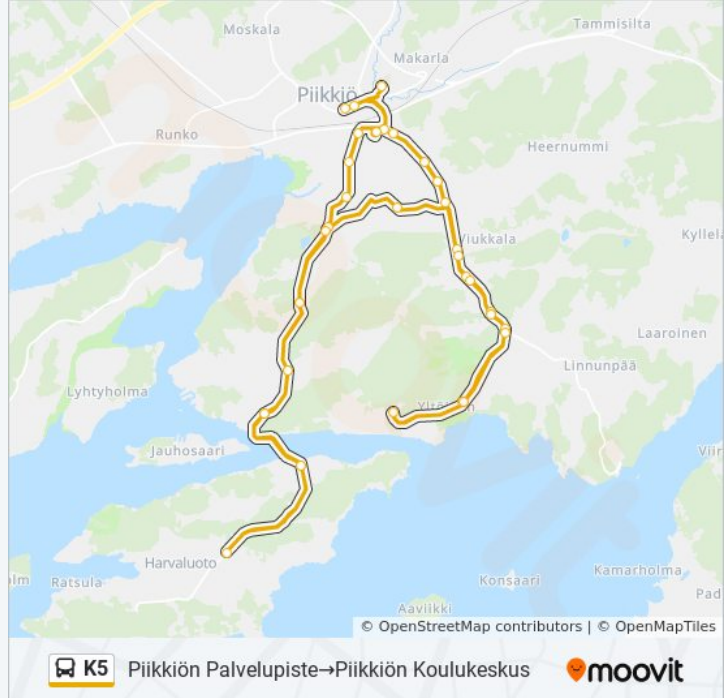 Tammisilta
Moskala
Makarla
Piikkiö
Runko
Heernummi
Viukkala
Kyllelä
Laaroinen
Linnunpää
Lyhtyholma
Jauhosaari
Harvaluoto
Kamarholma
Ratsula
Konsaari
Aaviikki
© OpenStreetMap contributors | © OpenMapTiles
K5 Piikkiön Palvelupiste→Piikkiön Koulukeskus moovit